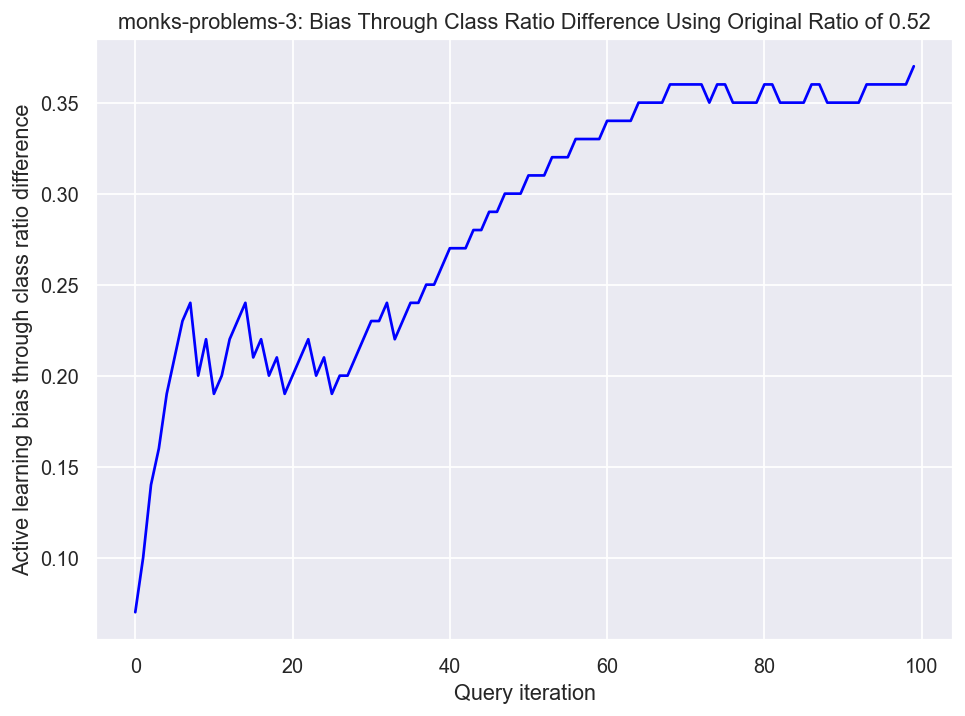 monks-problems-3: Bias Through Class Ratio Difference Using Original Ratio of 0.52
Active learning bias through class ratio difference
0.35
0.30
0.25
0.20
0.15
0.10
0 20 40 60 80 100
Query iteration